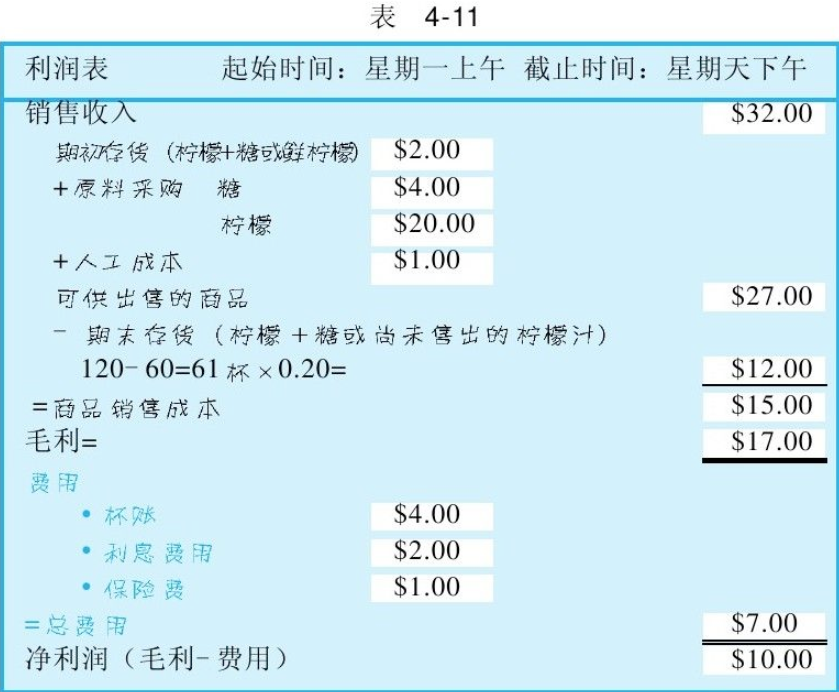 表 4-11
利润表 起始时间：星期一上午 截止时间：星期天下午
销售收入 $32.00
期初存货（柠檬+糖或鲜柠檬） $2.00
+原料采购 糖 $4.00
柠檬 $20.00
+人工成本 $1.00
可供出售的商品 $27.00
- 期末存货（柠檬+糖或尚未售出的柠檬汁）
120-60=61 杯×0.20= $12.00
=商品销售成本 $15.00
毛利= $17.00
费用
• 坏账 $4.00
• 利息费用 $2.00
• 保险费 $1.00
=总费用 $7.00
净利润（毛利-费用） $10.00